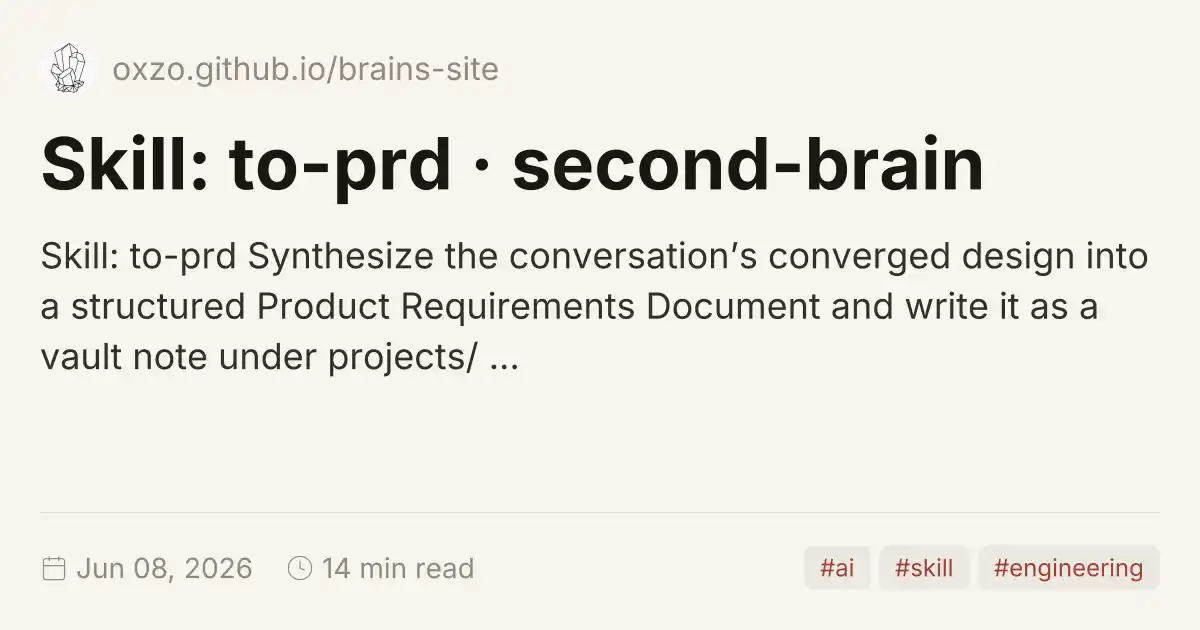 oxzo.github.io/brains-site
Skill: to-prd · second-brain
Skill: to-prd Synthesize the conversation’s converged design into
a structured Product Requirements Document and write it as a
vault note under projects/ ...
Jun 08, 2026 14 min read #ai #skill #engineering